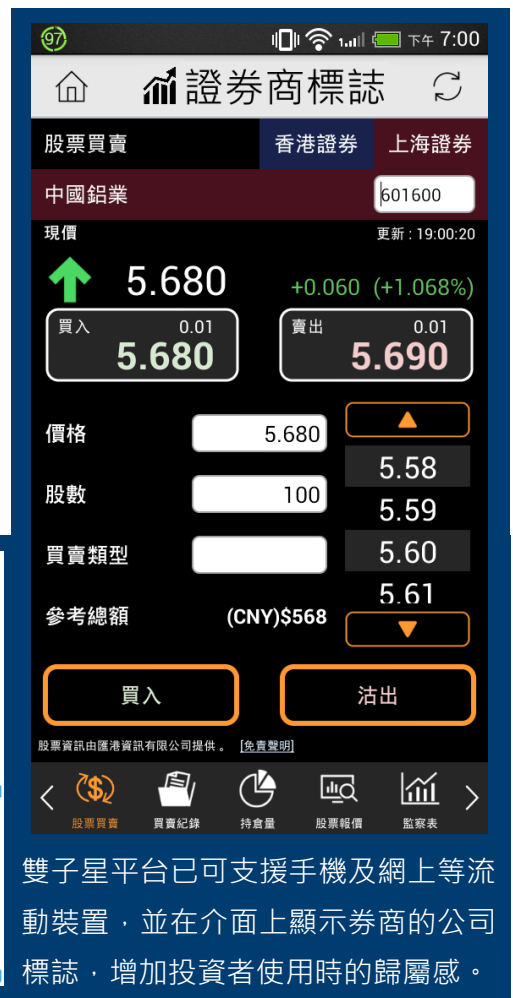 97 下午 7:00
證券商標誌
股票買賣 香港證券 上海證券
中國鋁業 601600
現價 更新 : 19:00:20
5.680 +0.060 (+1.068%)
買入 0.01 賣出 0.01
5.680 5.690
價格 5.680
5.58
股數 100
5.59
買賣類型 5.60
5.61
參考總額 (CNY)$568
買入 沽出
股票資訊由匯港資訊有限公司提供。 [免責聲明]
股票買賣 買賣紀錄 持倉量 股票報價 監察表
雙子星平台已可支援手機及網上等流
動裝置，並在介面上顯示券商的公司
標誌，增加投資者使用時的歸屬感。